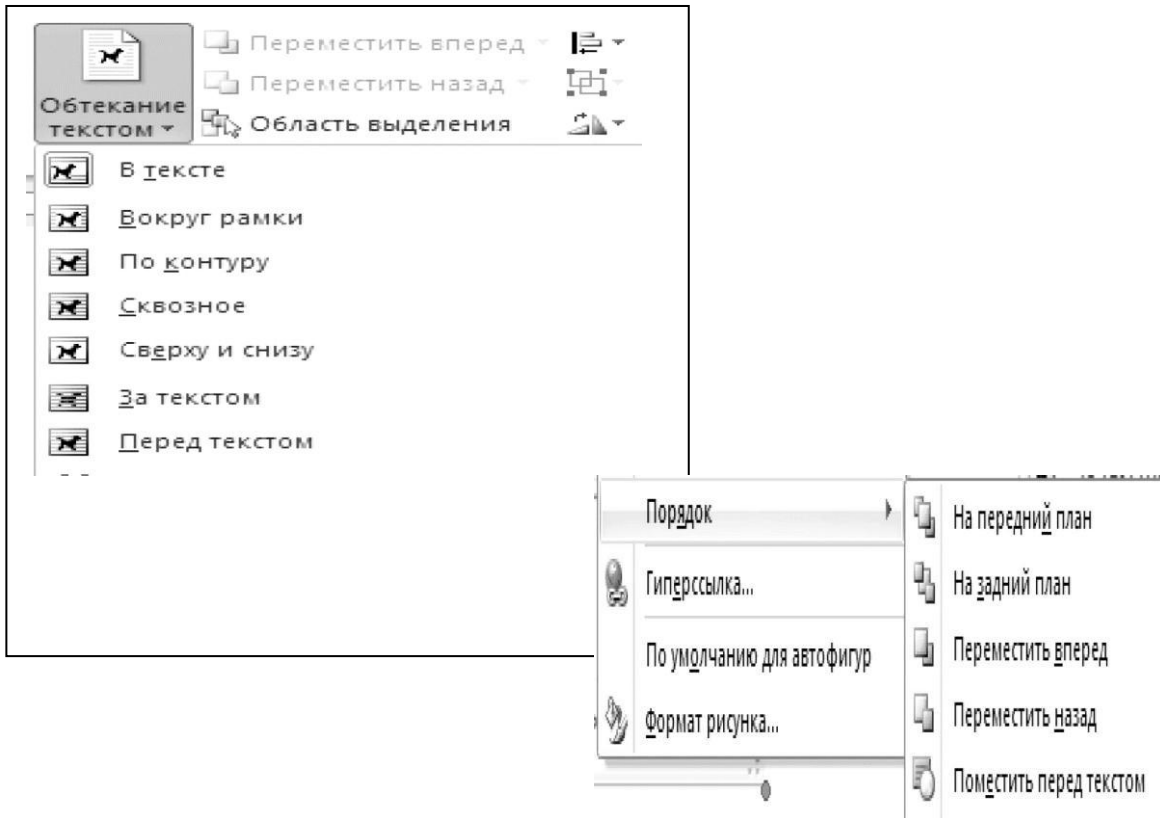 Переместить вперед
Переместить назад
Обтекание
текстом
Область выделения
В тексте
Вокруг рамки
По контуру
Сквозное
Сверху и снизу
За текстом
Перед текстом
Порядок
Гиперссылка...
По умолчанию для автофигур
Формат рисунка...
На передний план
На задний план
Переместить вперед
Переместить назад
Поместить перед текстом